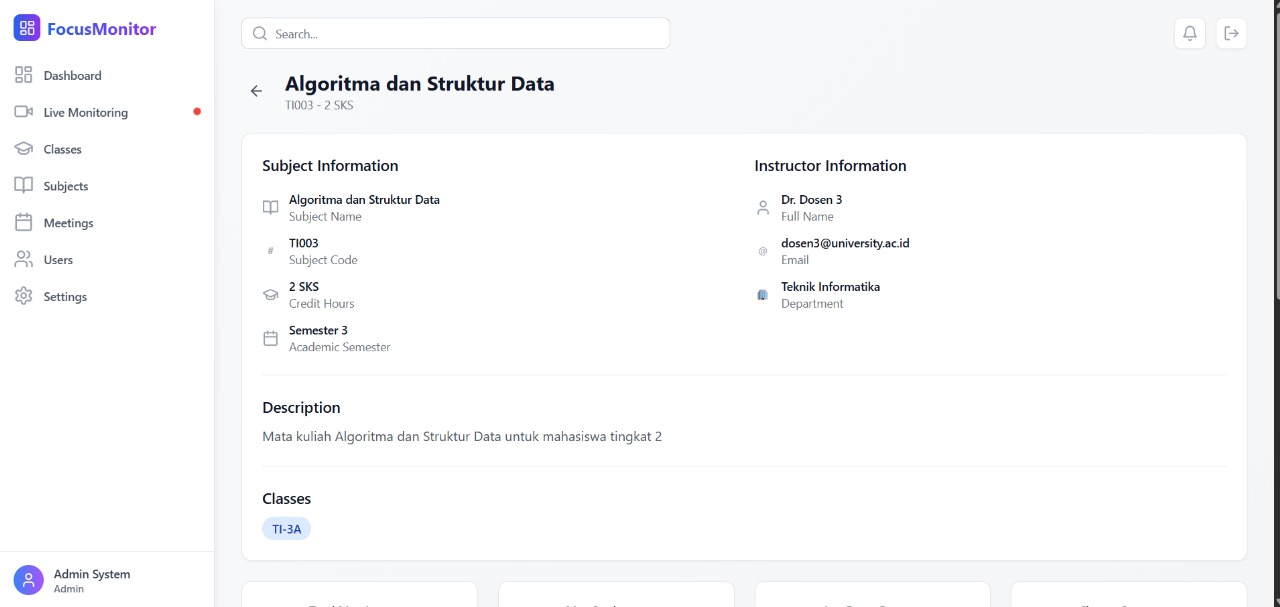 FocusMonitor
Dashboard
Live Monitoring
Classes
Subjects
Meetings
Users
Settings
Admin System
Admin
Search...
Algoritma dan Struktur Data
TI003 - 2 SKS
Subject Information
Algoritma dan Struktur Data
Subject Name
#
TI003
Subject Code
2 SKS
Credit Hours
Semester 3
Academic Semester
Instructor Information
Dr. Dosen 3
Full Name
@
dosen3@university.ac.id
Email
Teknik Informatika
Department
Description
Mata kuliah Algoritma dan Struktur Data untuk mahasiswa tingkat 2
Classes
TI-3A